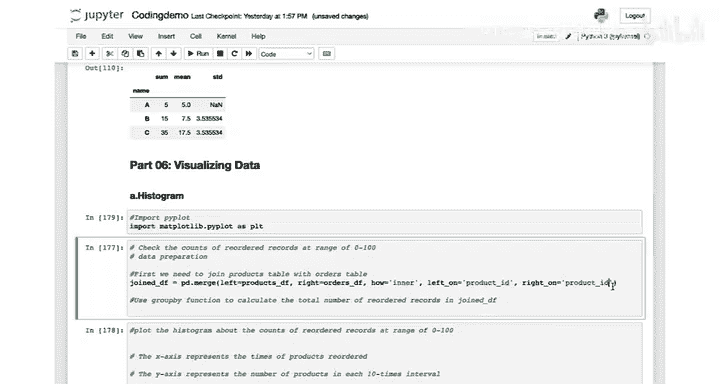 jupyter Codingdemo Last Checkpoint: Yesterday at 1:57 PM (unsaved changes)
Logout
File Edit View Insert Cell Kernel Help
Run
Code
Out[110]:
sum mean std
name
A 5 5.0 NaN
B 15 7.5 3.535534
C 35 17.5 3.535534
Part 06: Visualizing Data
a.Histogram
In [179]: #Import pyplot
import matplotlib.pyplot as plt
In [177]: # Check the counts of reordered records at range of 0-100
# data preparation
#First we need to join products table with orders table
joined_df = pd.merge(left=products_df, right=orders_df, how='inner', left_on='product_id', right_on='product_id')
#Use groupby function to calculate the total number of reordered records in joined_df
In [178]: #plot the histogram about the counts of reordered records at range of 0-100
# The x-axis represents the times of products reordered
# The y-axis represents the number of products in each 10-times interval